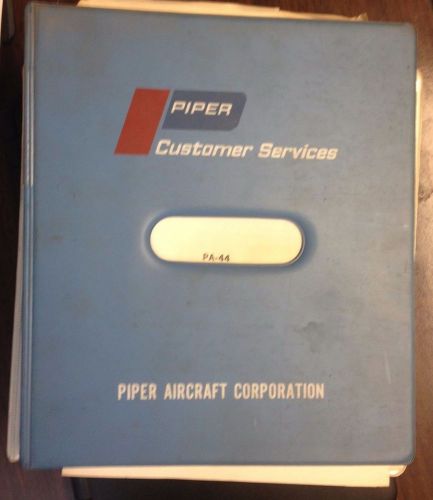 PIPER
Customer Services
PA-44
PIPER AIRCRAFT CORPORATION